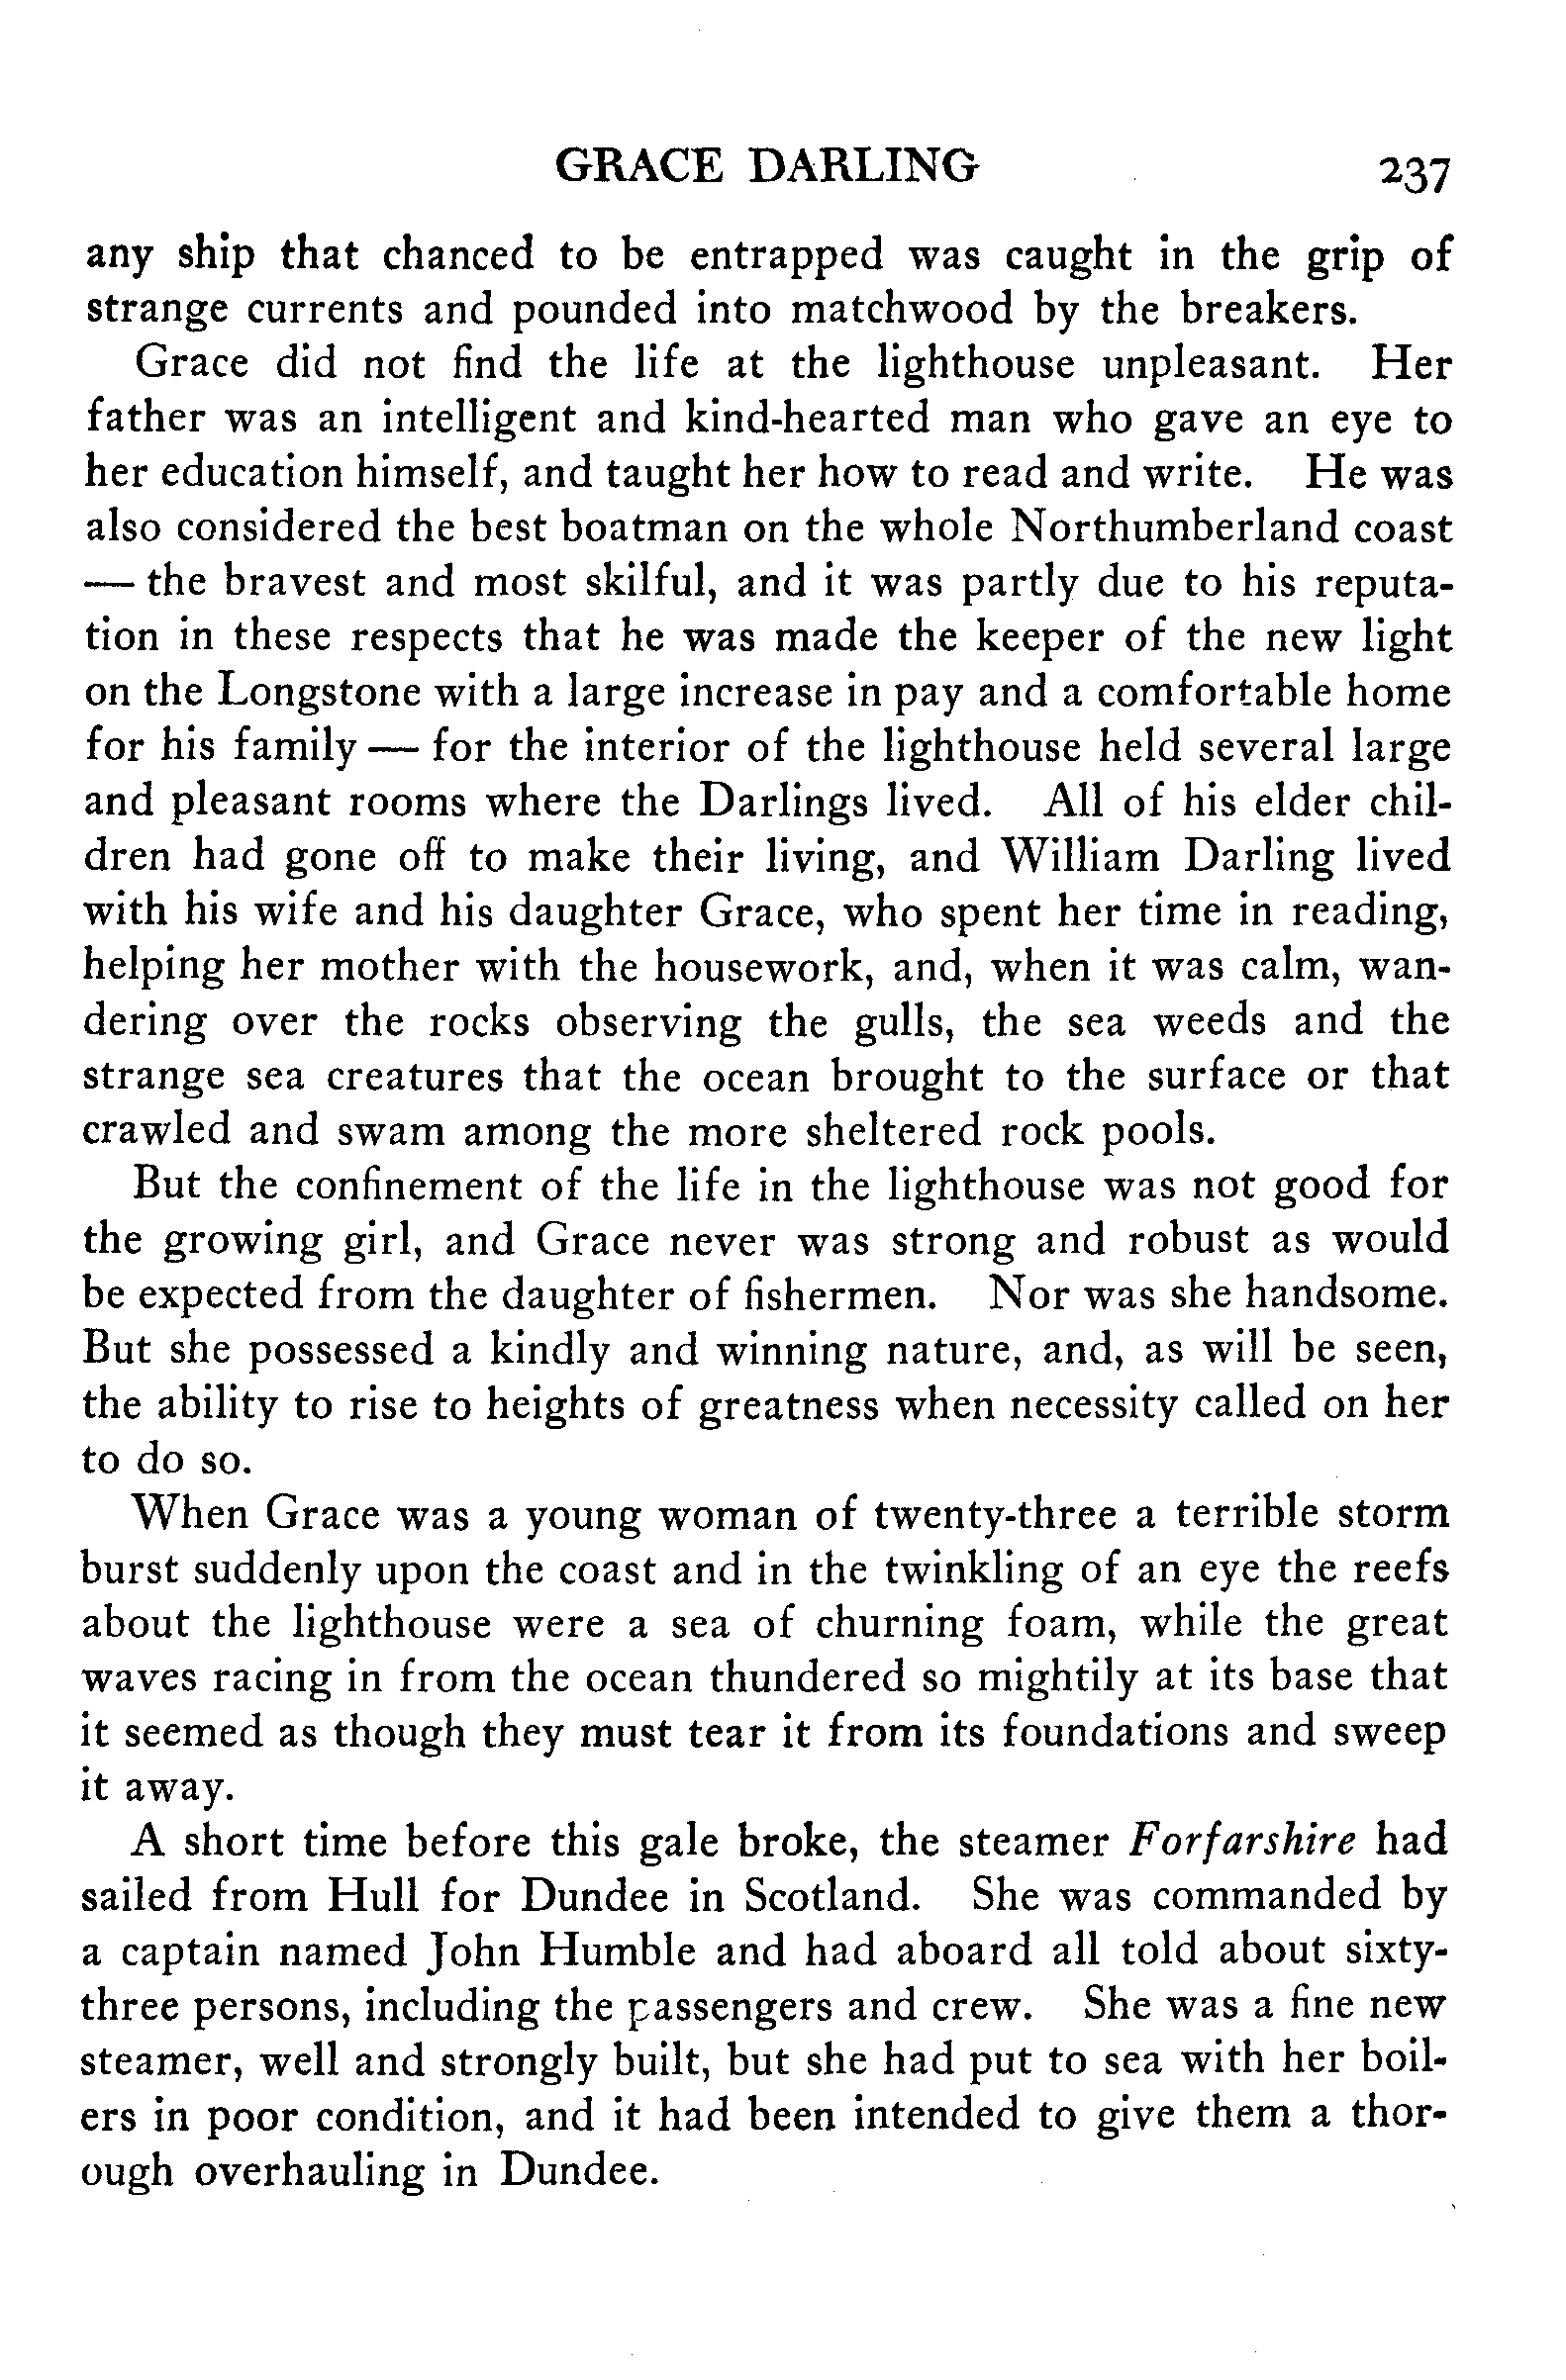 GRACE DARLING 237
any ship that chanced to be entrapped was caught in the grip of
strange currents and pounded into matchwood by the breakers.
Grace did not find the life at the lighthouse unpleasant. Her
father was an intelligent and kind-hearted man who gave an eye to
her education himself, and taught her how to read and write. He was
also considered the best boatman on the whole Northumberland coast
— the bravest and most skilful, and it was partly due to his reputa-
tion in these respects that he was made the keeper of the new light
on the Longstone with a large increase in pay and a comfortable home
for his family — for the interior of the lighthouse held several large
and pleasant rooms where the Darlings lived. All of his elder chil-
dren had gone off to make their living, and William Darling lived
with his wife and his daughter Grace, who spent her time in reading,
helping her mother with the housework, and, when it was calm, wan-
dering over the rocks observing the gulls, the sea weeds and the
strange sea creatures that the ocean brought to the surface or that
crawled and swam among the more sheltered rock pools.
But the confinement of the life in the lighthouse was not good for
the growing girl, and Grace never was strong and robust as would
be expected from the daughter of fishermen. Nor was she handsome.
But she possessed a kindly and winning nature, and, as will be seen,
the ability to rise to heights of greatness when necessity called on her
to do so.
When Grace was a young woman of twenty-three a terrible storm
burst suddenly upon the coast and in the twinkling of an eye the reefs
about the lighthouse were a sea of churning foam, while the great
waves racing in from the ocean thundered so mightily at its base that
it seemed as though they must tear it from its foundations and sweep
it away.
A short time before this gale broke, the steamer Forfarshire had
sailed from Hull for Dundee in Scotland. She was commanded by
a captain named John Humble and had aboard all told about sixty-
three persons, including the passengers and crew. She was a fine new
steamer, well and strongly built, but she had put to sea with her boil-
ers in poor condition, and it had been intended to give them a thor-
ough overhauling in Dundee.